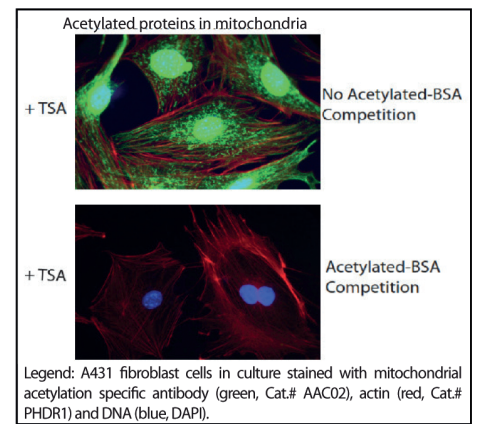 Acetylated proteins in mitochondria
+ TSA
No Acetylated-BSA
Competition
+ TSA
Acetylated-BSA
Competition
Legend: A431 fibroblast cells in culture stained with mitochondrial
acetylation specific antibody (green, Cat.# AAC02), actin (red, Cat.#
PHDR1) and DNA (blue, DAPI).